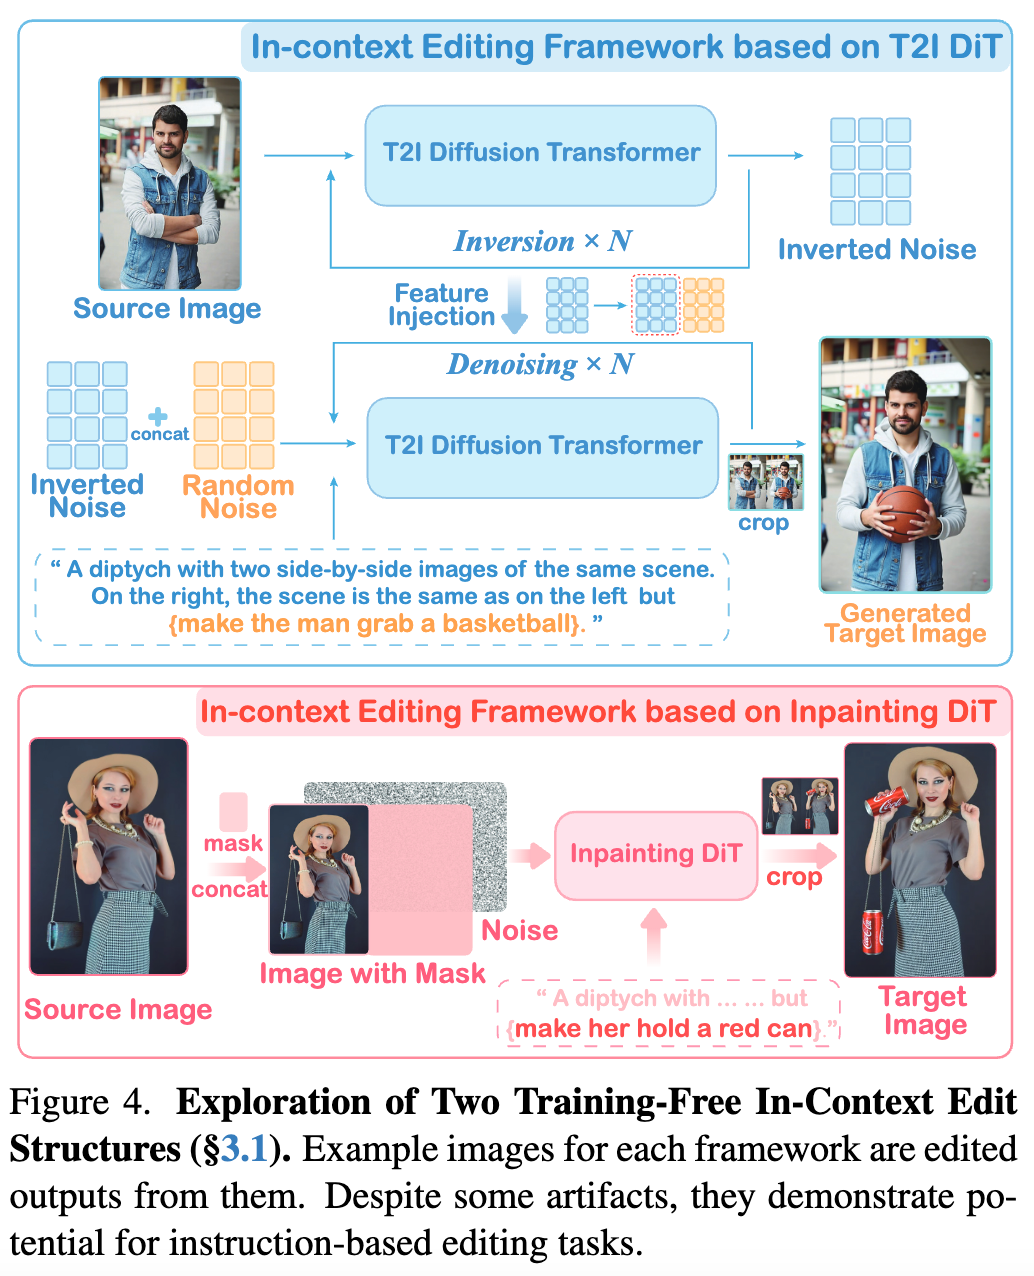 In-context Editing Framework based on T2I DiT
T2I Diffusion Transformer
Inversion × N
Inverted Noise
Source Image
Feature
Injection
Denoising × N
+
concat
T2I Diffusion Transformer
Inverted
Noise
Random
Noise
crop
“ A diptych with two side-by-side images of the same scene.
On the right, the scene is the same as on the left but
{make the man grab a basketball}. ”
Generated
Target Image
In-context Editing Framework based on Inpainting DiT
mask
concat
Inpainting DiT
crop
Noise
Image with Mask
Source Image
“ A diptych with ... ... but
{make her hold a red can}.”
Target
Image
Figure 4. Exploration of Two Training-Free In-Context Edit
Structures (§3.1). Example images for each framework are edited
outputs from them. Despite some artifacts, they demonstrate po-
tential for instruction-based editing tasks.